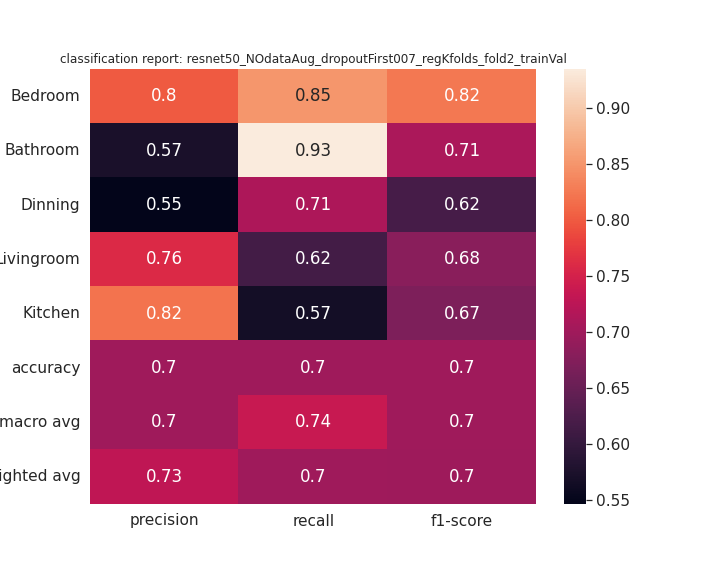 classification report: resnet50_NOdataAug_dropoutFirst007_regKfolds_fold2_trainVal
Bedroom 0.8 0.85 0.82
Bathroom 0.57 0.93 0.71
Dinning 0.55 0.71 0.62
Livingroom 0.76 0.62 0.68
Kitchen 0.82 0.57 0.67
accuracy 0.7 0.7 0.7
macro avg 0.7 0.74 0.7
ighted avg 0.73 0.7 0.7
precision recall f1-score
0.90
0.85
0.80
0.75
0.70
0.65
0.60
0.55